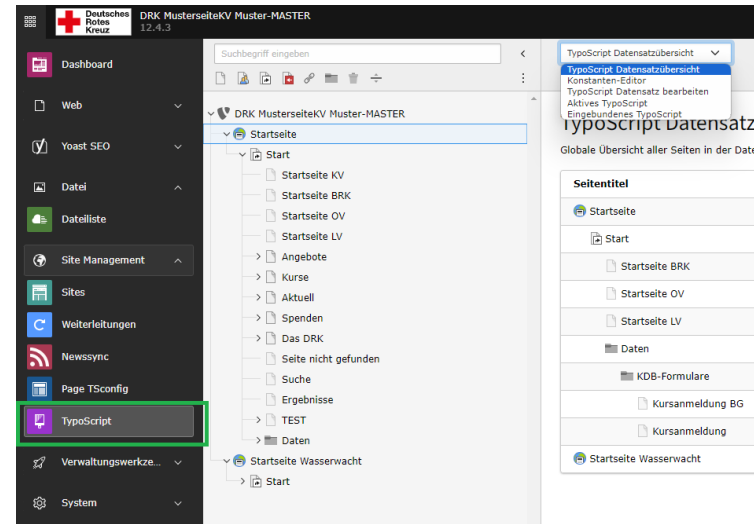 Deutsches
Rotes
Kreuz
DRK MusterseiteKV Muster-MASTER
12.4.3
Dashboard
Web
Yoast SEO
Datei
Dateiliste
Site Management
Sites
Weiterleitungen
Newssync
Page TSconfig
TypoScript
Verwaltungswerkze...
System
Suchbegriff eingeben
DRK MusterseiteKV Muster-MASTER
Startseite
Start
Startseite KV
Startseite BRK
Startseite OV
Startseite LV
Angebote
Kurse
Aktuell
Spenden
Das DRK
Seite nicht gefunden
Suche
Ergebnisse
TEST
Daten
Startseite Wasserwacht
Start
TypoScript Datensatzübersicht
TypoScript Datensatzübersicht
Konstanten-Editor
TypoScript Datensatz bearbeiten
Aktives TypoScript
Eingebundenes TypoScript
TypoScript Datensatz
Globale Übersicht aller Seiten in der Date
Seitentitel
Startseite
Start
Startseite BRK
Startseite OV
Startseite LV
Daten
KDB-Formulare
Kursanmeldung BG
Kursanmeldung
Startseite Wasserwacht